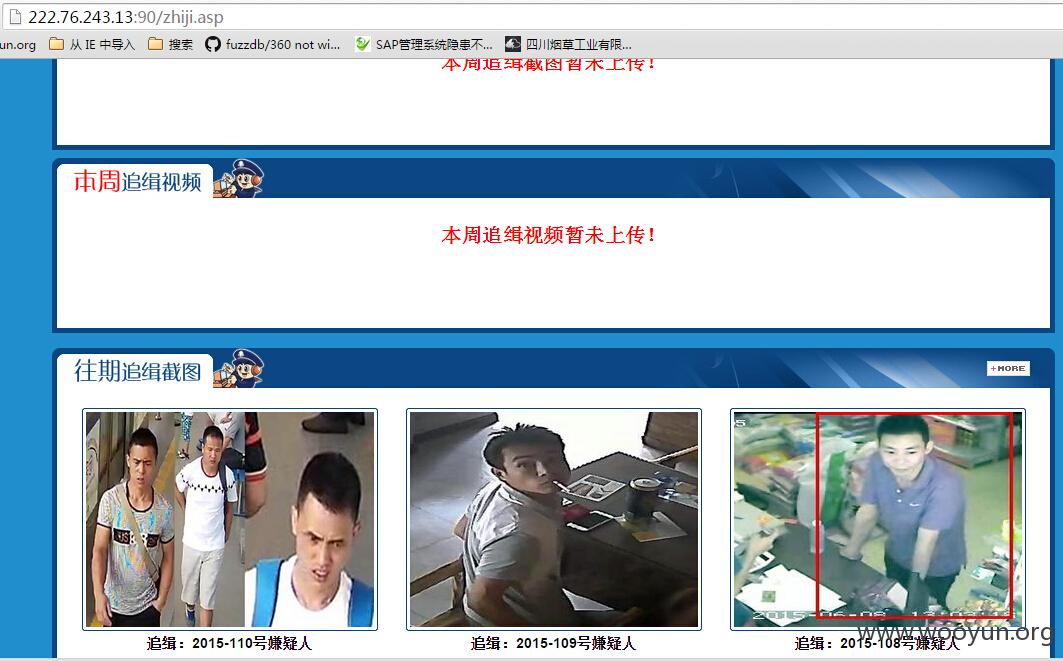 222.76.243.13:90/zhiji.asp
un.org 从 IE 中导入 搜索 fuzzdb/360 not wi... SAP管理系统隐患不... 四川烟草工业有限...
本周追缉截图暂未上传!
本周追缉视频
本周追缉视频暂未上传!
往期追缉截图
+MORE
追缉：2015-110号嫌疑人
追缉：2015-109号嫌疑人
追缉：2015-108号嫌疑人
www.wooyun.org